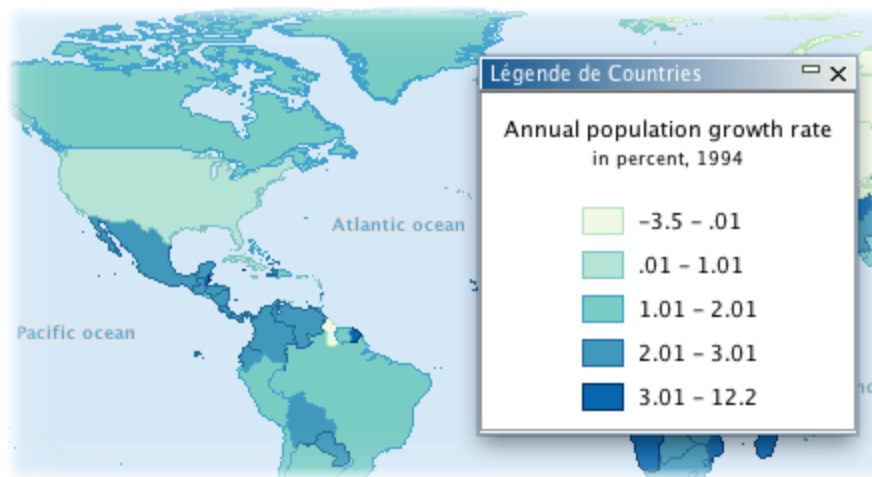 Légende de Countries
Annual population growth rate
in percent, 1994
-3.5 – .01
.01 – 1.01
1.01 – 2.01
2.01 – 3.01
3.01 – 12.2
Atlantic ocean
Pacific ocean